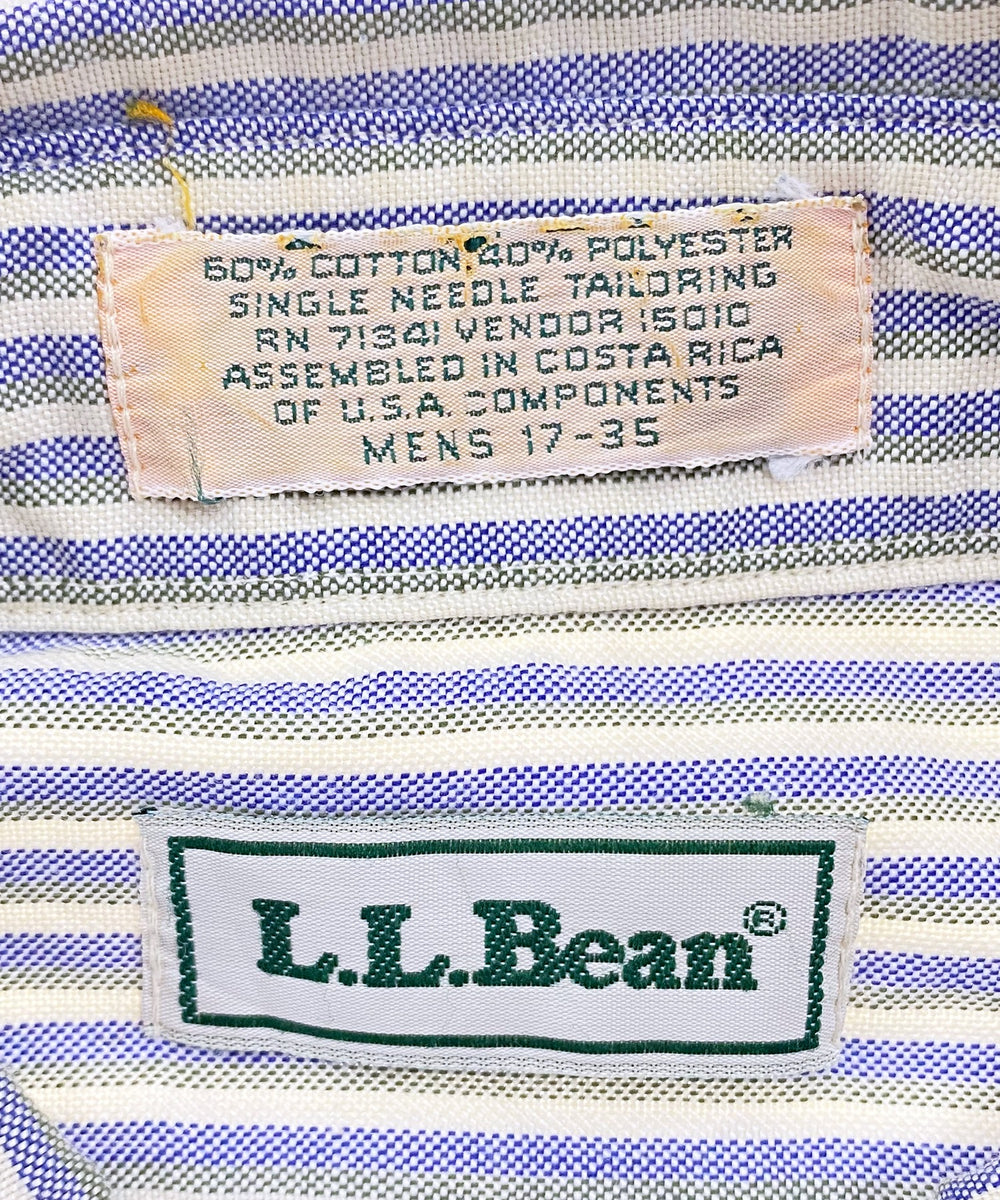 60% COTTON 40% POLYESTER
SINGLE NEEDLE TAILORING
RN 71341 VENDOR 15010
ASSEMBLED IN COSTA RICA
OF U.S.A. COMPONENTS
MENS 17-35
L.L.Bean®